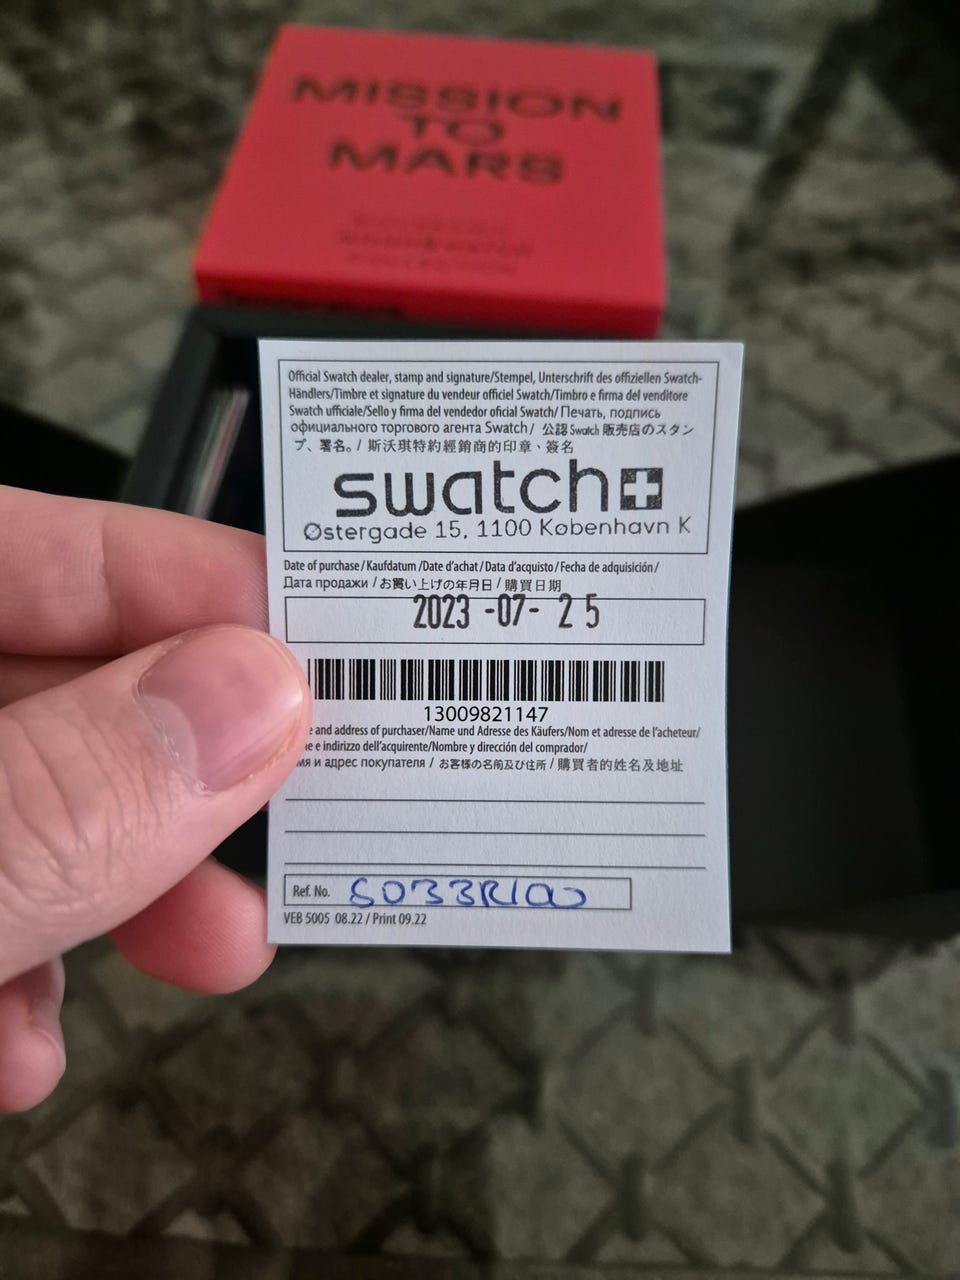 MISSION
TO
MARS
COLLECTION
Official Swatch dealer, stamp and signature/Stempel, Unterschrift des offiziellen Swatch-
Händlers/Timbre et signature du vendeur officiel Swatch/Timbro e firma del venditore
Swatch ufficiale/Sello y firma del vendedor oficial Swatch/ Печать, подпись
официального торгового агента Swatch / 公認 Swatch 販売店のスタン
プ、署名。/ 斯沃琪特約經銷商的印章、簽名
swatch
Østergade 15, 1100 København K
Date of purchase/Kaufdatum /Date d'achat/Data d'acquisto/Fecha de adquisición/
Дата продажи / お買い上げの年月日 / 購買日期
2023 -07- 25
13009821147
e and address of purchaser/Name und Adresse des Käufers/Nom et adresse de l'acheteur/
e e indirizzo dell'acquirente/Nombre y dirección del comprador/
мя и адрес покупателя / お客様の名前及び住所 / 購買者的姓名及地址
Ref. No. SO33R100
VEB 5005 08.22 / Print 09.22